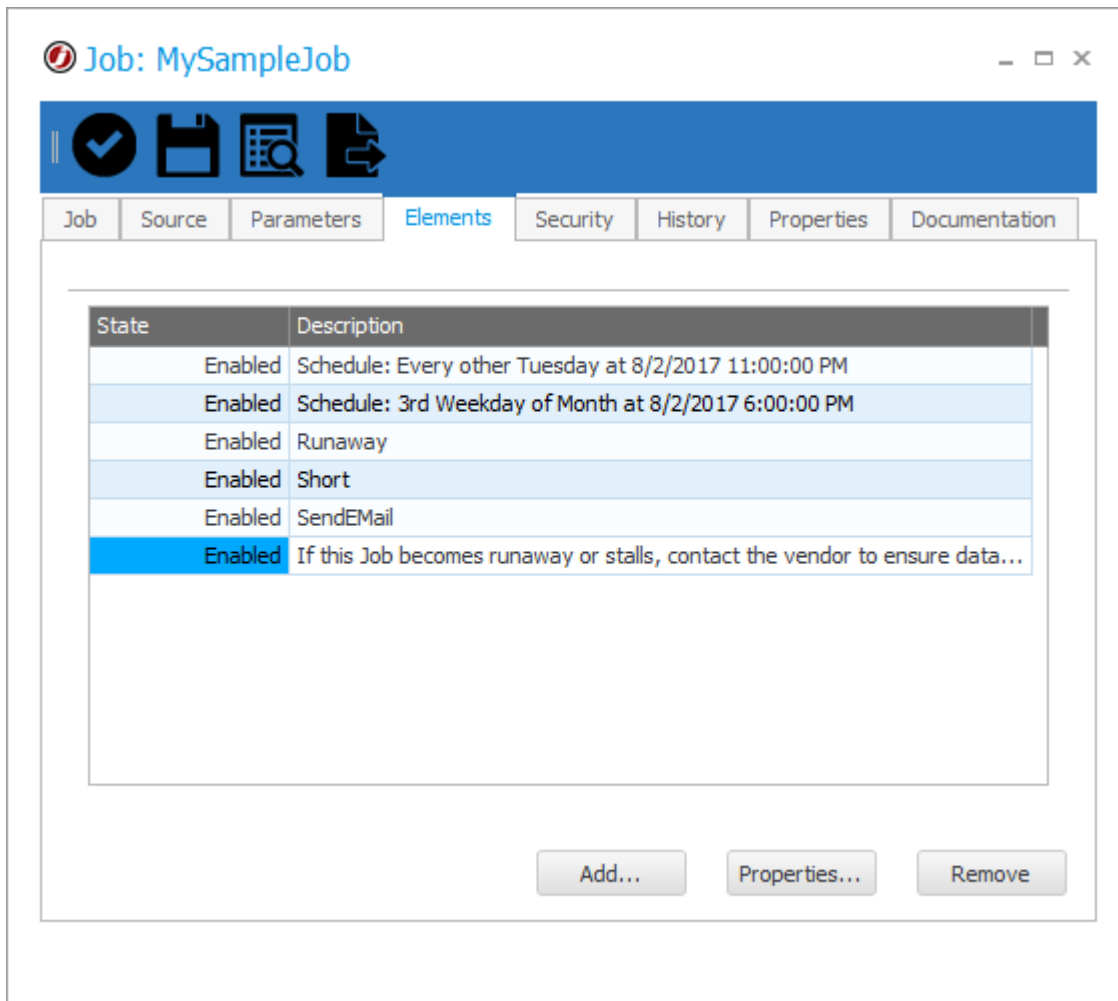 Job: MySampleJob
Job Source Parameters Elements Security History Properties Documentation
State Description
Enabled Schedule: Every other Tuesday at 8/2/2017 11:00:00 PM
Enabled Schedule: 3rd Weekday of Month at 8/2/2017 6:00:00 PM
Enabled Runaway
Enabled Short
Enabled SendEMail
Enabled If this Job becomes runaway or stalls, contact the vendor to ensure data...
Add... Properties... Remove